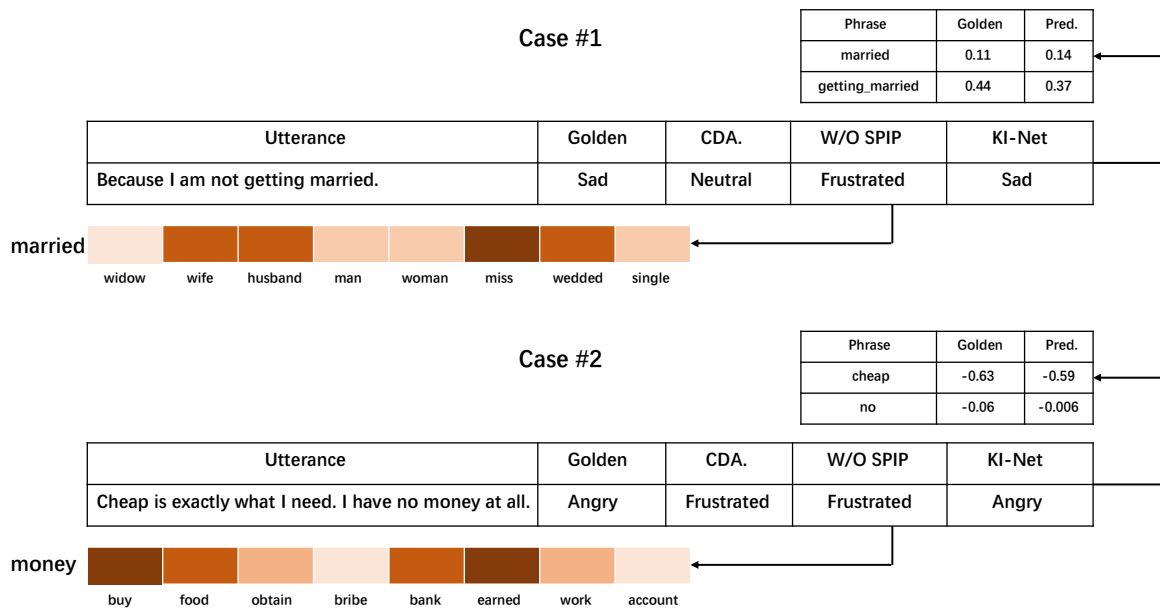 Case #1
Phrase Golden Pred.
married 0.11 0.14
getting_married 0.44 0.37
Utterance Golden CDA. W/O SPIP KI-Net
Because I am not getting married. Sad Neutral Frustrated Sad
married
widow wife husband man woman miss wedded single
Case #2
Phrase Golden Pred.
cheap -0.63 -0.59
no -0.06 -0.006
Utterance Golden CDA. W/O SPIP KI-Net
Cheap is exactly what I need. I have no money at all. Angry Frustrated Frustrated Angry
money
buy food obtain bribe bank earned work account